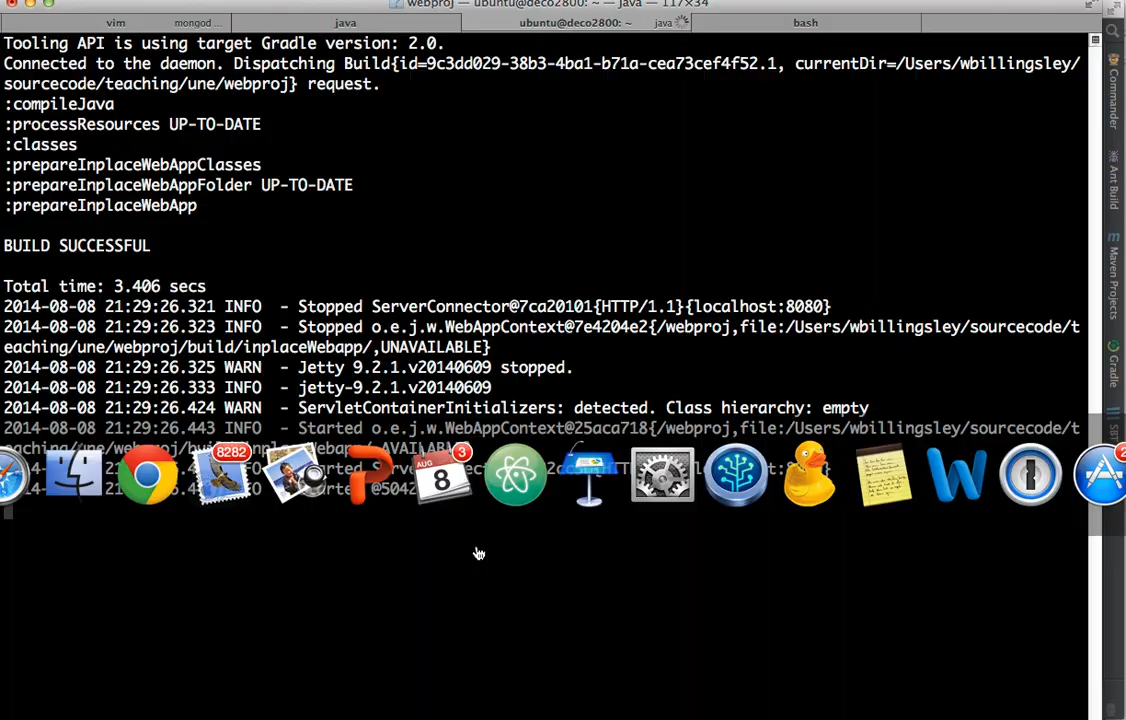 webproj — ubuntu@deco2800: ~ — java — 117×34
vim
mongod ...
java
ubuntu@deco2800: ~
java
bash
Tooling API is using target Gradle version: 2.0.
Connected to the daemon. Dispatching Build{id=9c3dd029-38b3-4ba1-b71a-cea73cef4f52.1, currentDir=/Users/wbillingsley/
sourcecode/teaching/une/webproj} request.
:compileJava
:processResources UP-TO-DATE
:classes
:prepareInplaceWebAppClasses
:prepareInplaceWebAppFolder UP-TO-DATE
:prepareInplaceWebApp
BUILD SUCCESSFUL
Total time: 3.406 secs
2014-08-08 21:29:26.321 INFO  - Stopped ServerConnector@7ca20101{HTTP/1.1}{localhost:8080}
2014-08-08 21:29:26.323 INFO  - Stopped o.e.j.w.WebAppContext@7e4204e2{/webproj,file:/Users/wbillingsley/sourcecode/t
eaching/une/webproj/build/inplaceWebapp/,UNAVAILABLE}
2014-08-08 21:29:26.325 WARN  - Jetty 9.2.1.v20140609 stopped.
2014-08-08 21:29:26.333 INFO  - jetty-9.2.1.v20140609
2014-08-08 21:29:26.424 WARN  - ServletContainerInitializers: detected. Class hierarchy: empty
2014-08-08 21:29:26.443 INFO  - Started o.e.j.w.WebAppContext@25aca718{/webproj,file:/Users/wbillingsley/sourcecode/t
8282
AUG
8
3
W
Commander
Ant Build
Maven Projects
Gradle
SBT